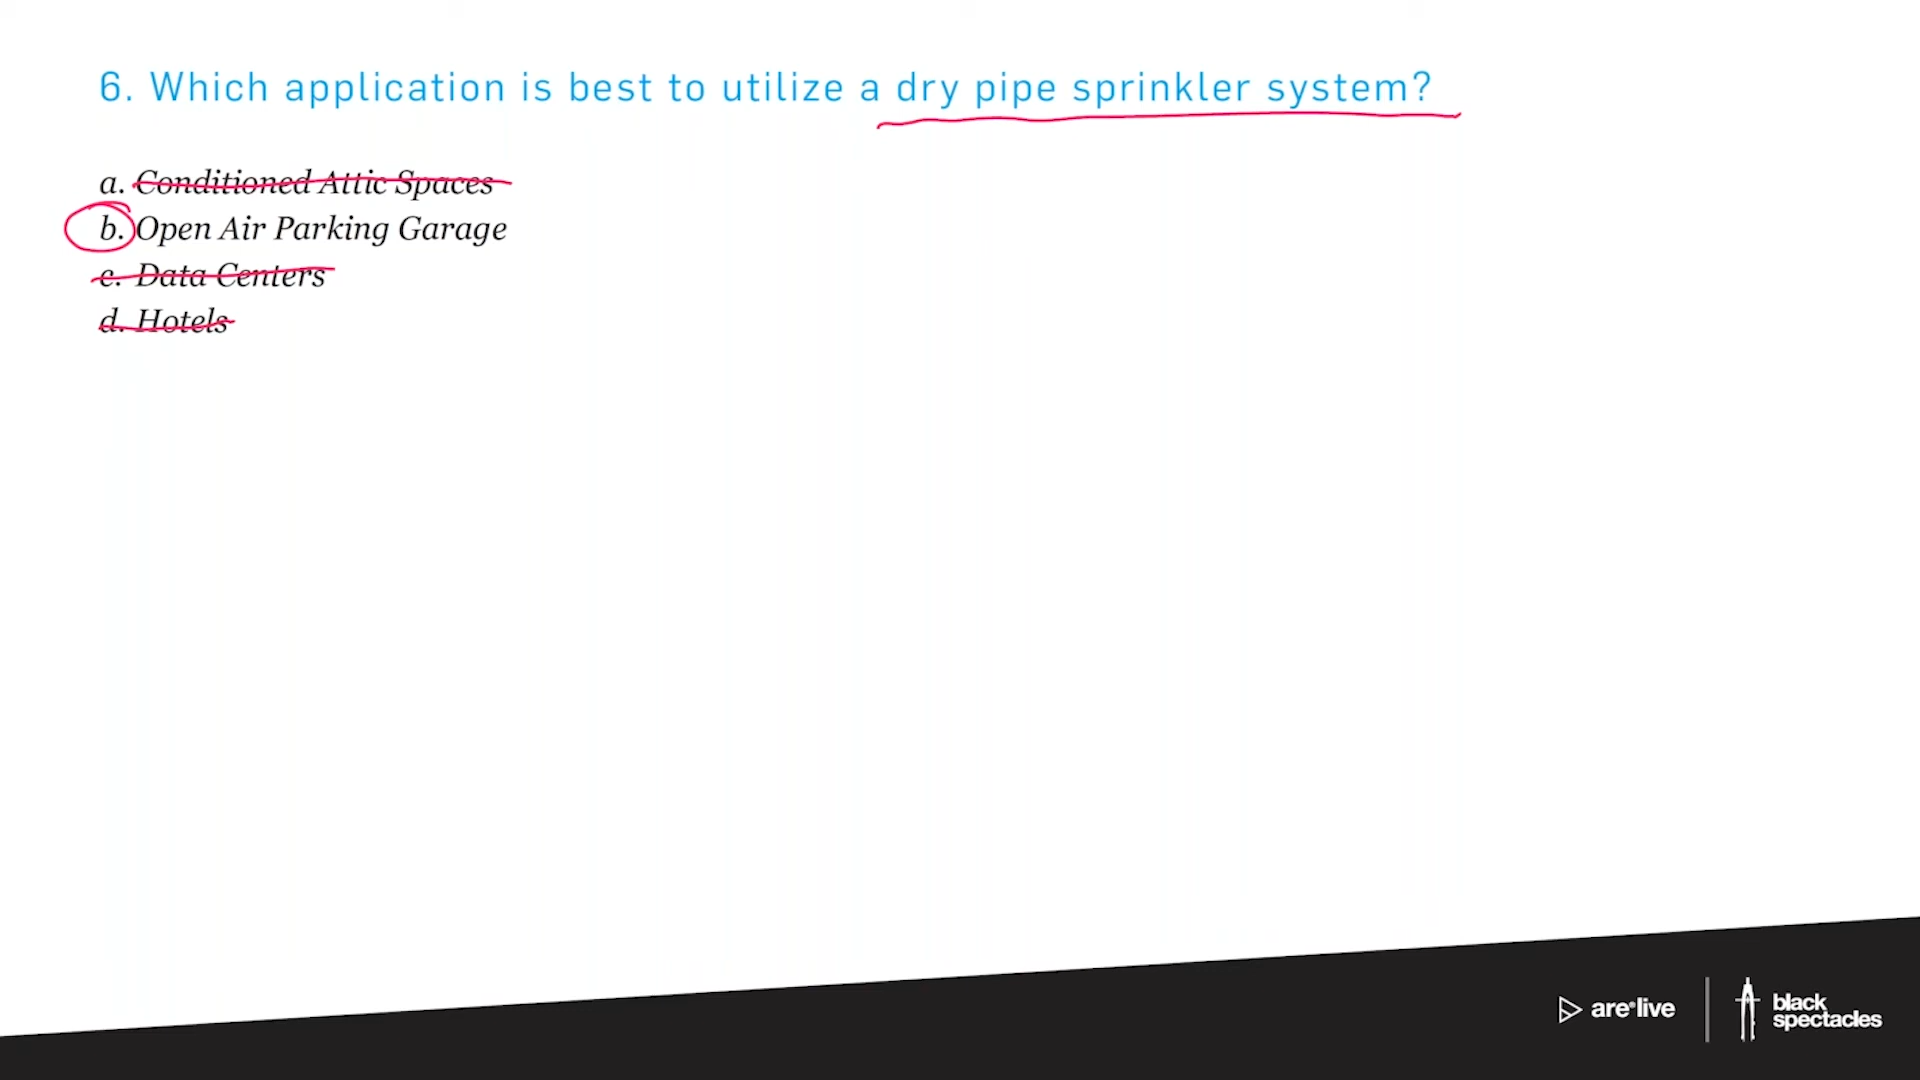 6. Which application is best to utilize a dry pipe sprinkler system?
a. Conditioned Attic Spaces
b. Open Air Parking Garage
c. Data Centers
d. Hotels
are®live
black
spectacles